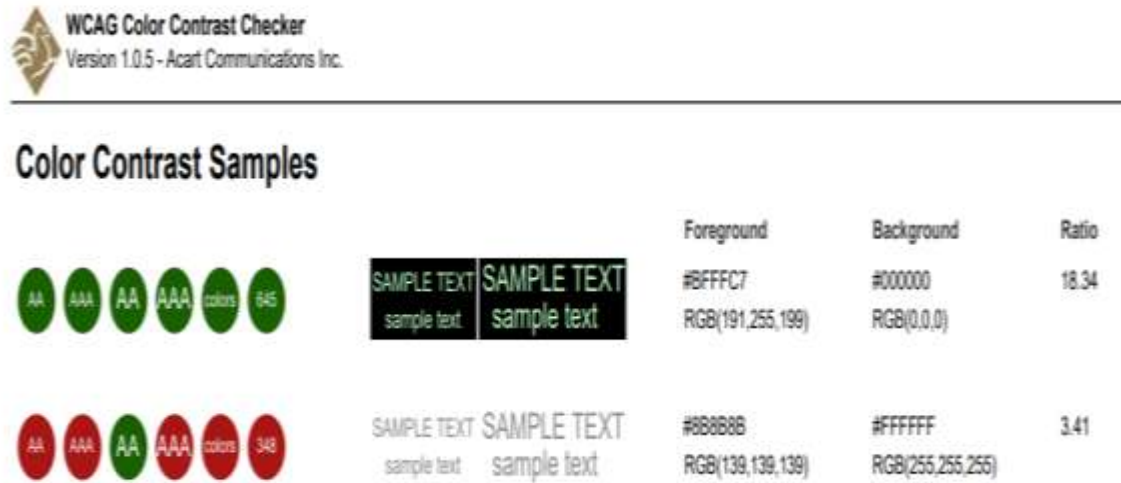 WCAG Color Contrast Checker
Version 1.0.5 - Acart Communications Inc.
Color Contrast Samples
Foreground Background Ratio
AA AAA AA AAA colors 645 SAMPLE TEXT SAMPLE TEXT #BFFFC7 #000000 18.34
sample text sample text RGB(191,255,199) RGB(0,0,0)
AA AAA AA AAA colors 348 SAMPLE TEXT SAMPLE TEXT #8B8B8B #FFFFFF 3.41
sample text sample text RGB(139,139,139) RGB(255,255,255)